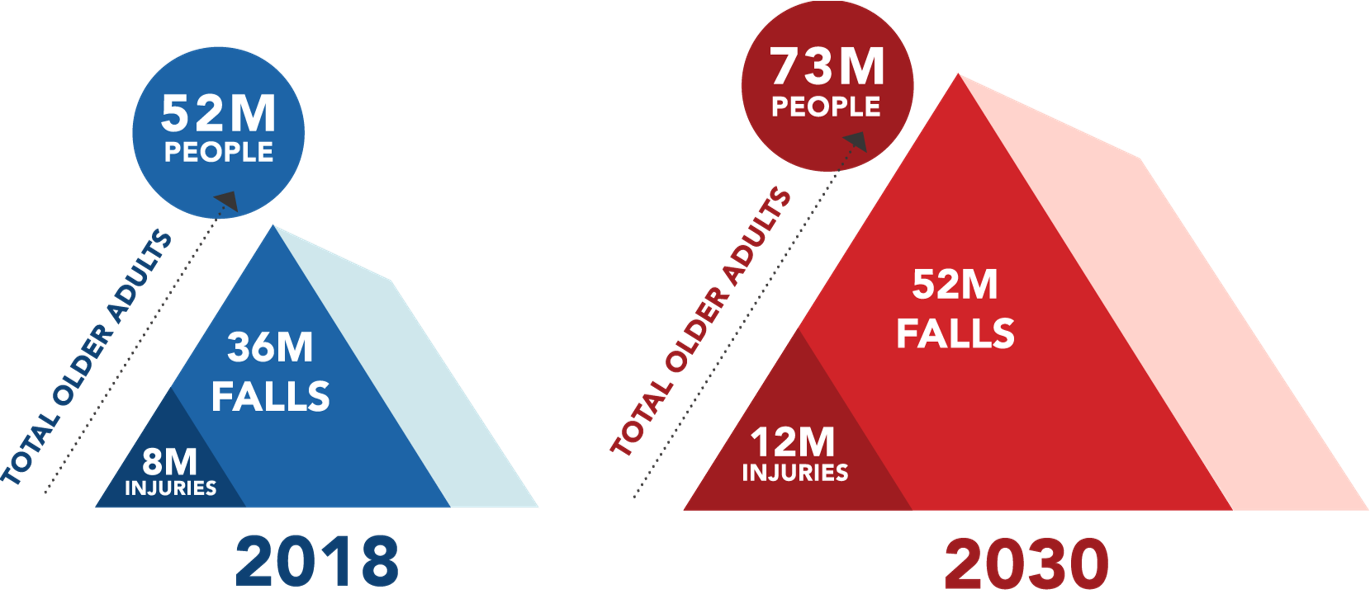 52M
PEOPLE
TOTAL OLDER ADULTS
36M
FALLS
8M
INJURIES
2018
73M
PEOPLE
TOTAL OLDER ADULTS
52M
FALLS
12M
INJURIES
2030